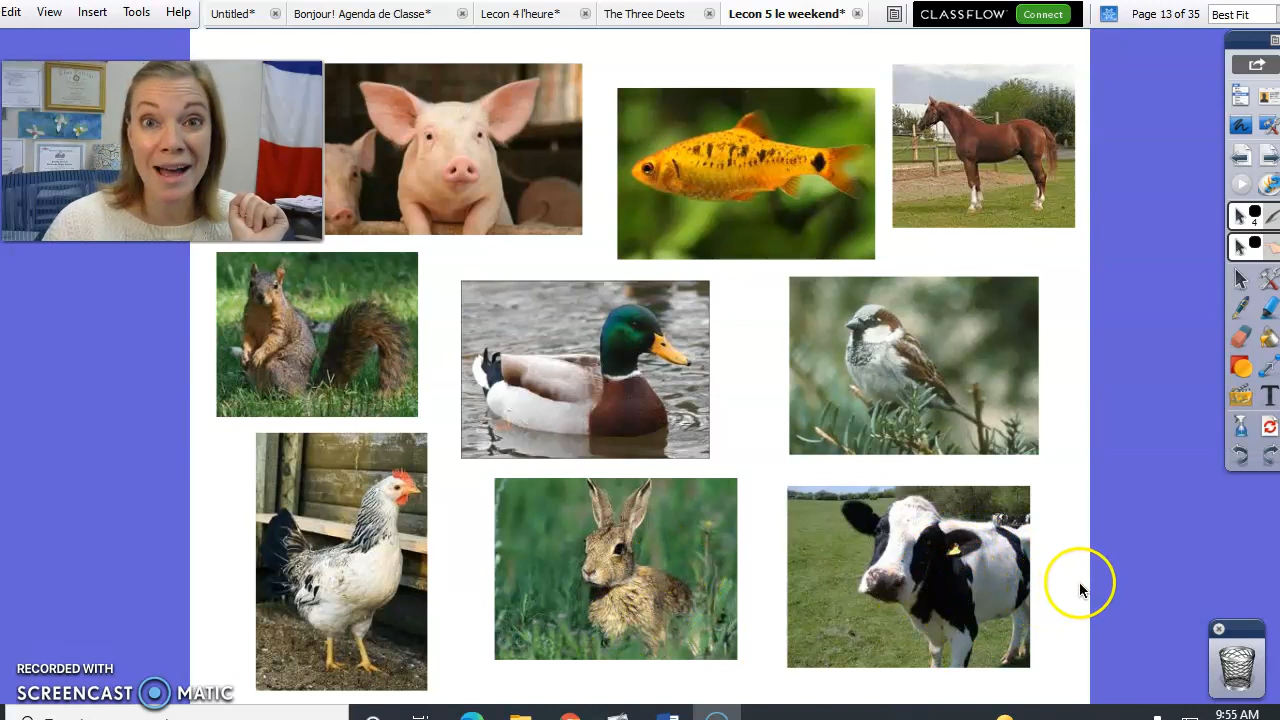 Edit View Insert Tools Help
Untitled* Bonjour Agenda de Classe* Lecon 4 l'heure* The Three Deets Lecon 5 le weekend* CLASSFLOW Connect Page 13 of 35 Best Fit
4
T
RECORDED WITH
SCREENCAST MATIC
9:55 AM